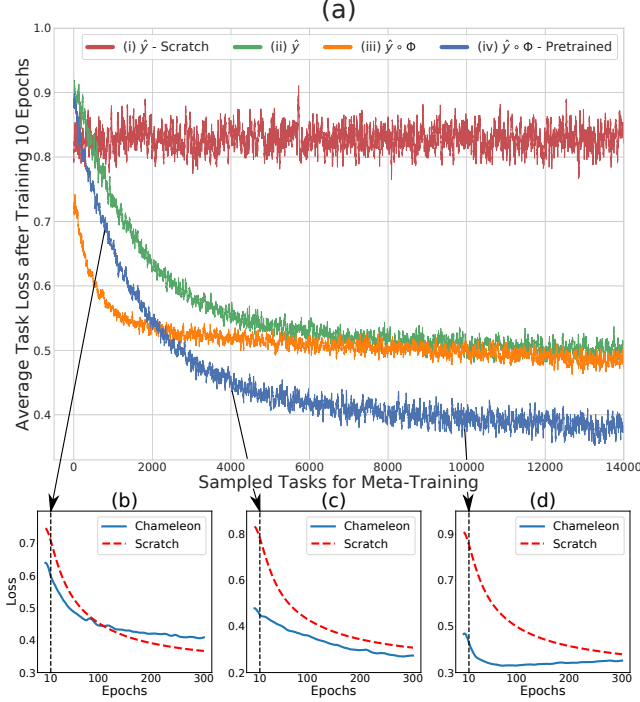 (a)
1.0
(i) ŷ - Scratch (ii) ŷ (iii) ŷ ∘ Φ (iv) ŷ ∘ Φ - Pretrained
0.9
0.8
0.7
0.6
0.5
0.4
Average Task Loss after Training 10 Epochs
0 2000 4000 6000 8000 10000 12000 14000
Sampled Tasks for Meta-Training
(b) (c) (d)
Chameleon
Scratch
0.7
0.6
0.5
0.4
0.3
Loss
10 100 300
Epochs
Chameleon
Scratch
0.8
0.6
0.4
0.2
10 100 300
Epochs
Chameleon
Scratch
0.9
0.8
0.7
0.6
0.5
0.4
0.3
10 100 300
Epochs